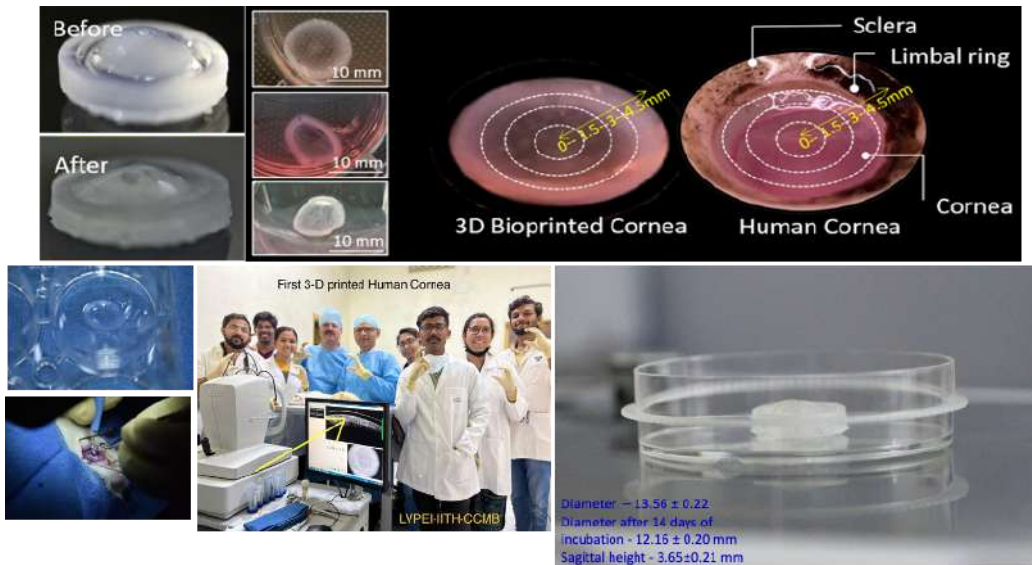 Before
After
10 mm
10 mm
10 mm
0--1.5--3--4.5mm
3D Bioprinted Cornea
0--1.5--3--4.5mm
Human Cornea
Sclera
Limbal ring
Cornea
First 3-D printed Human Cornea
LVPEI-IITH-CCMB
Diameter – 13.56 ± 0.22
Diameter after 14 days of
incubation - 12.16 ± 0.20 mm
Sagittal height - 3.65±0.21 mm